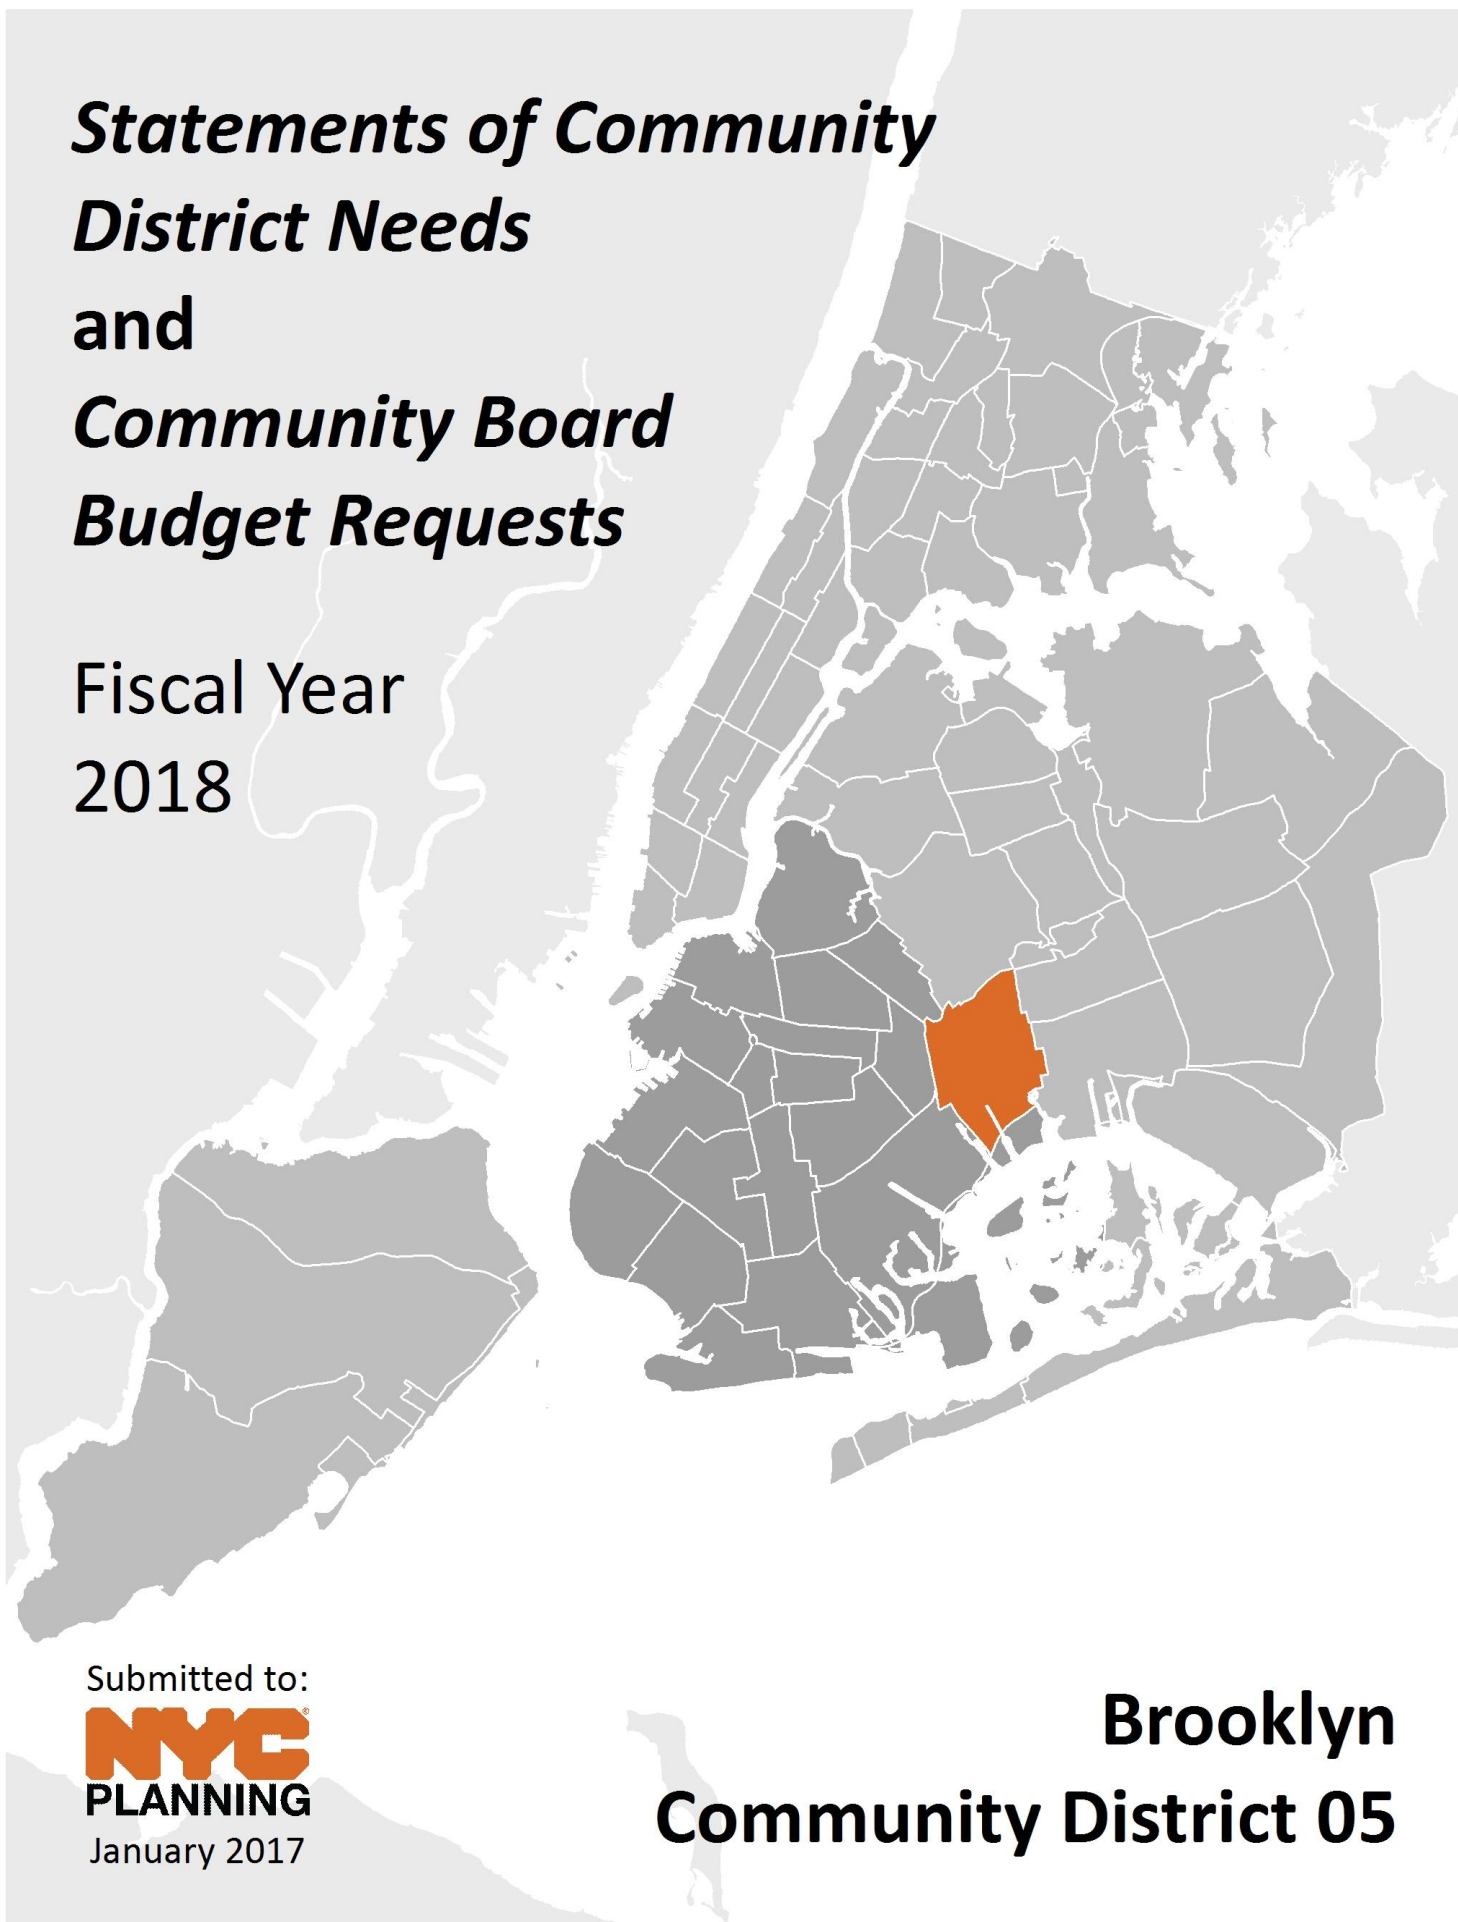 Statements of Community
District Needs
and
Community Board
Budget Requests
Fiscal Year
2018
Submitted to:
NYC®
PLANNING
January 2017
Brooklyn
Community District 05